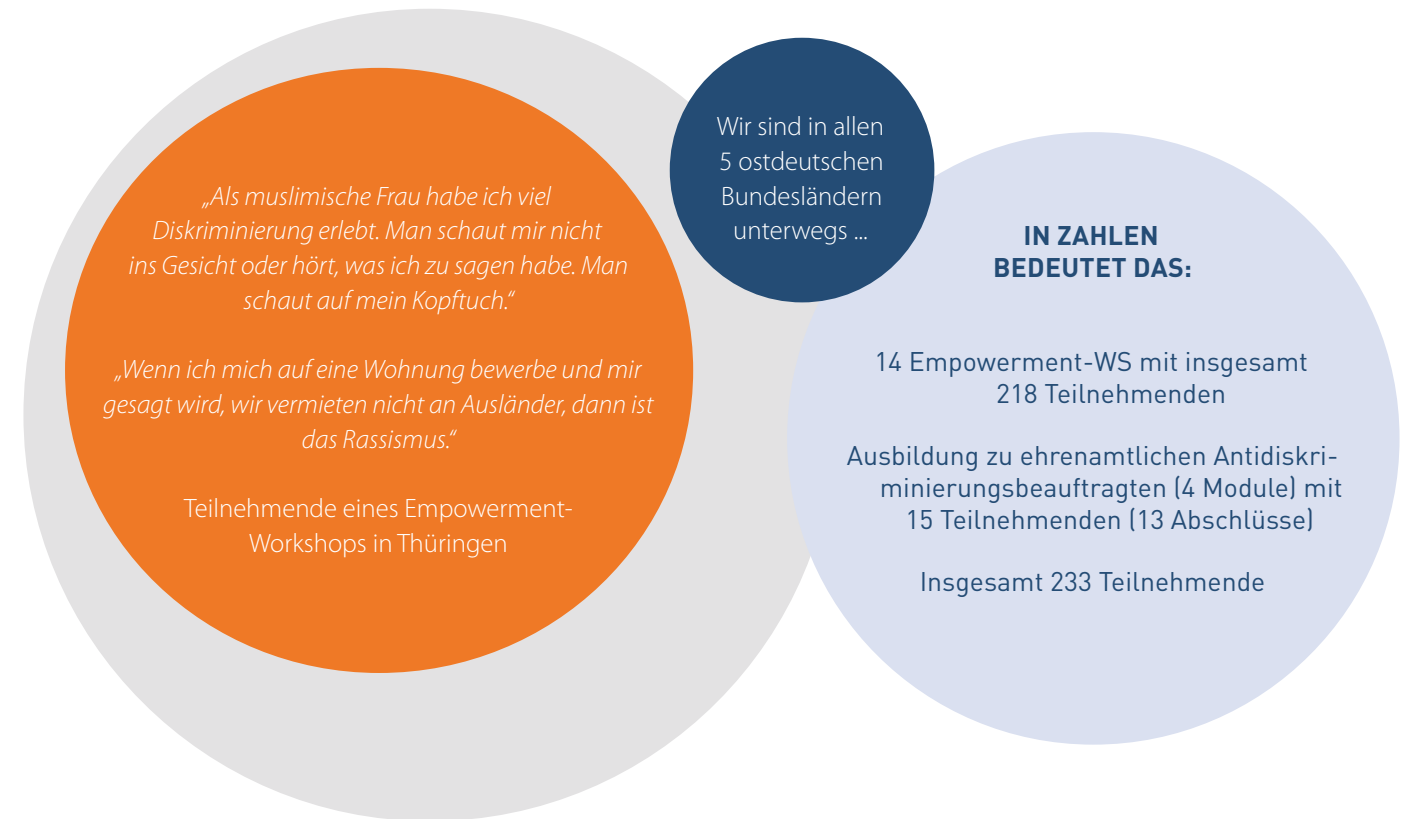 „Als muslimische Frau habe ich viel
Diskriminierung erlebt. Man schaut mir nicht
ins Gesicht oder hört, was ich zu sagen habe. Man
schaut auf mein Kopftuch.“
„Wenn ich mich auf eine Wohnung bewerbe und mir
gesagt wird, wir vermieten nicht an Ausländer, dann ist
das Rassismus.“
Teilnehmende eines Empowerment-
Workshops in Thüringen
Wir sind in allen
5 ostdeutschen
Bundesländern
unterwegs ...
IN ZAHLEN
BEDEUTET DAS:
14 Empowerment-WS mit insgesamt
218 Teilnehmenden
Ausbildung zu ehrenamtlichen Antidiskri-
minierungsbeauftragten (4 Module) mit
15 Teilnehmenden (13 Abschlüsse)
Insgesamt 233 Teilnehmende